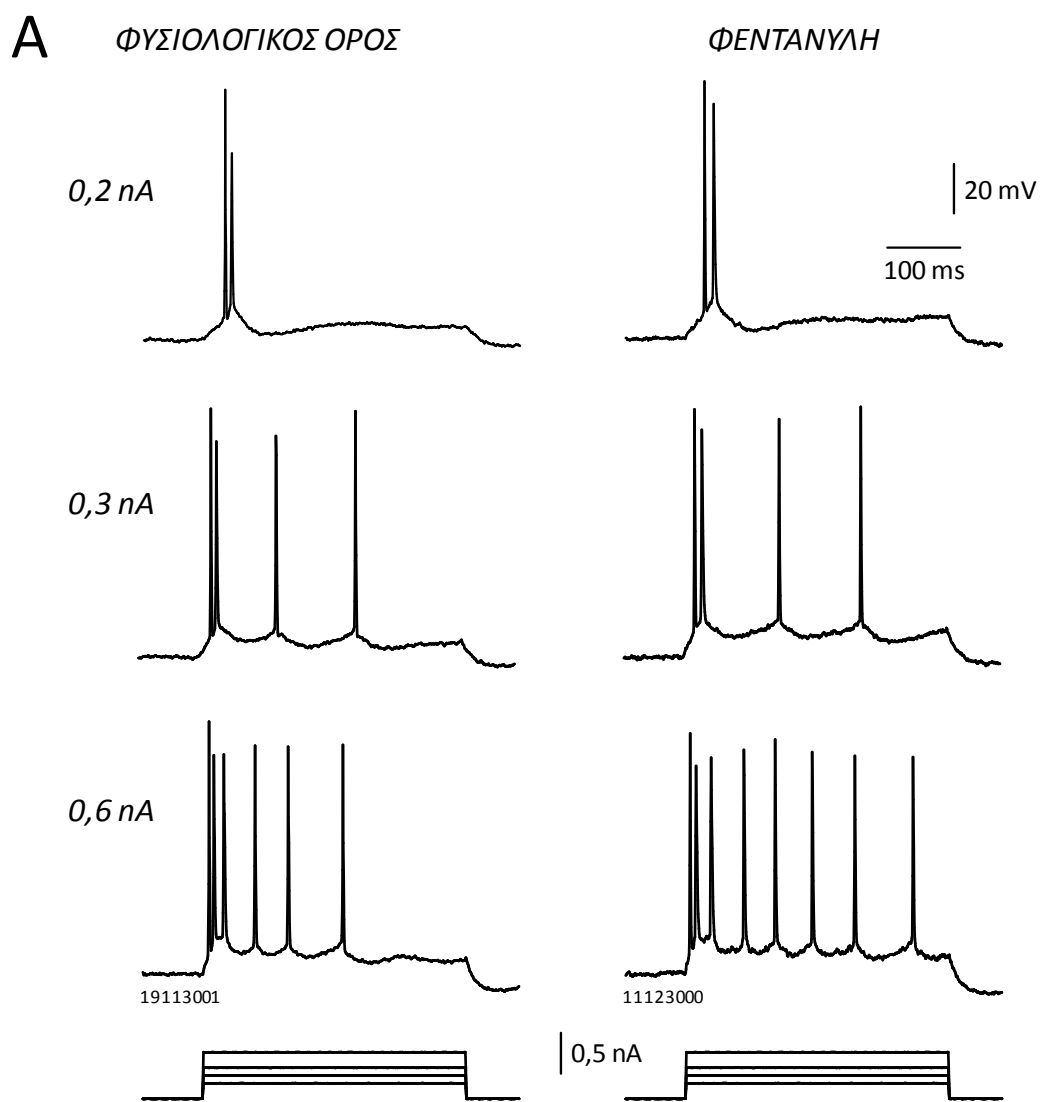 A
ΦΥΣΙΟΛΟΓΙΚΟΣ ΟΡΟΣ
ΦΕΝΤΑΝΥΛΗ
0,2 nA
20 mV
100 ms
0,3 nA
0,6 nA
19113001
11123000
0,5 nA